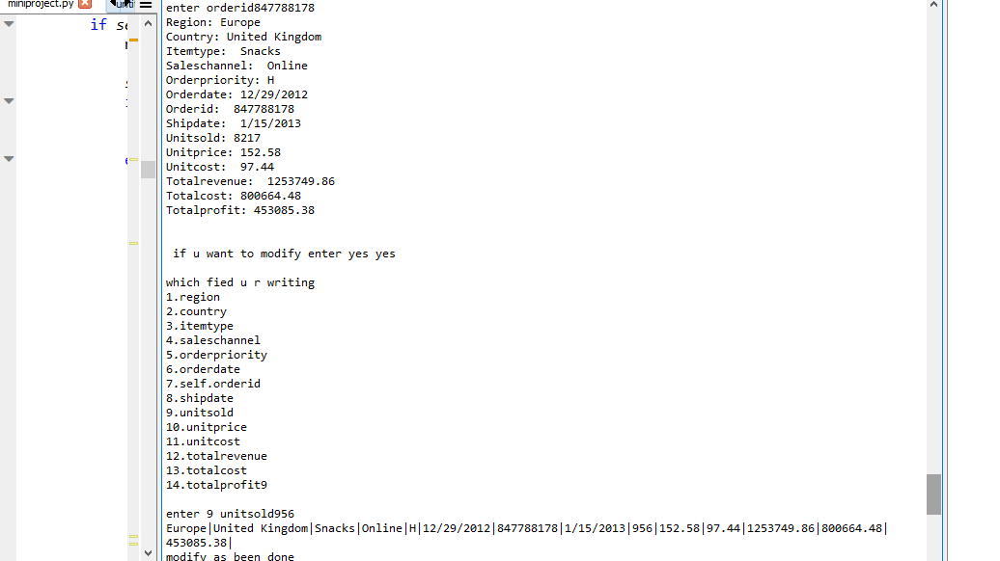 miniproject.py
enter orderid847788178
Region: Europe
if se
Country: United Kingdom
Itemtype:  Snacks
Saleschannel:  Online
Orderpriority: H
Orderdate: 12/29/2012
Orderid:  847788178
Shipdate:  1/15/2013
Unitsold: 8217
Unitprice: 152.58
Unitcost:  97.44
Totalrevenue:  1253749.86
Totalcost: 800664.48
Totalprofit: 453085.38
if u want to modify enter yes yes
which fied u r writing
1.region
2.country
3.itemtype
4.saleschannel
5.orderpriority
6.orderdate
7.self.orderid
8.shipdate
9.unitsold
10.unitprice
11.unitcost
12.totalrevenue
13.totalcost
14.totalprofit9
enter 9 unitsold956
Europe|United Kingdom|Snacks|Online|H|12/29/2012|847788178|1/15/2013|956|152.58|97.44|1253749.86|800664.48|
453085.38|
modify as been done